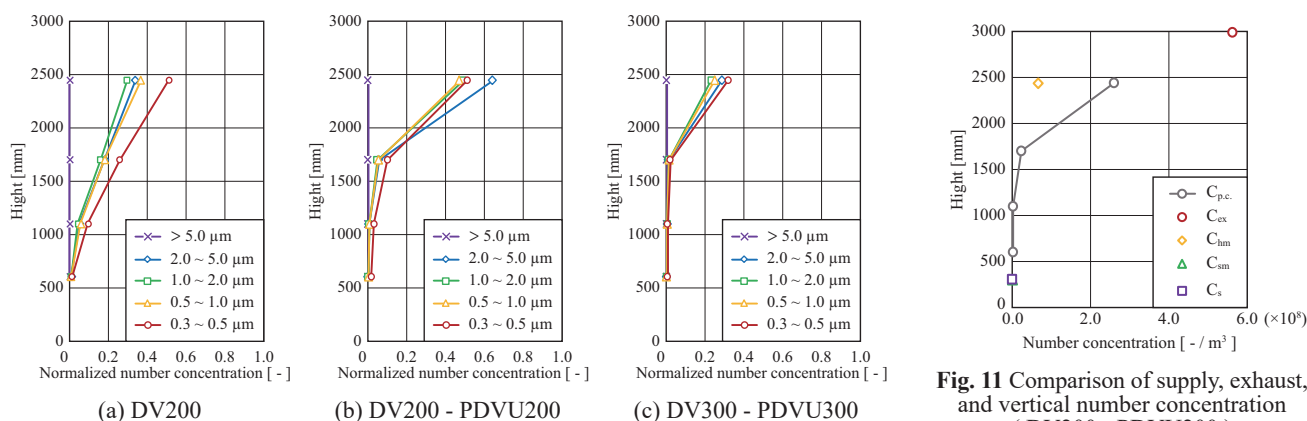 3000
2500
2000
1500
1000
500
0
Hight [mm]
> 5.0 µm
2.0 ~ 5.0 µm
1.0 ~ 2.0 µm
0.5 ~ 1.0 µm
0.3 ~ 0.5 µm
0 0.2 0.4 0.6 0.8 1.0
Normalized number concentration [ - ]
(a) DV200
3000
2500
2000
1500
1000
500
0
Hight [mm]
> 5.0 µm
2.0 ~ 5.0 µm
1.0 ~ 2.0 µm
0.5 ~ 1.0 µm
0.3 ~ 0.5 µm
0 0.2 0.4 0.6 0.8 1.0
Normalized number concentration [ - ]
(b) DV200 - PDVU200
3000
2500
2000
1500
1000
500
0
Hight [mm]
> 5.0 µm
2.0 ~ 5.0 µm
1.0 ~ 2.0 µm
0.5 ~ 1.0 µm
0.3 ~ 0.5 µm
0 0.2 0.4 0.6 0.8 1.0
Normalized number concentration [ - ]
(c) DV300 - PDVU300
3000
2500
2000
1500
1000
500
0
Hight [mm]
Cp.c.
Cex
Chm
Csm
Cs
0.0 2.0 4.0 6.0 (×10⁸)
Number concentration [ - / m³ ]
Fig. 11 Comparison of supply, exhaust,
and vertical number concentration